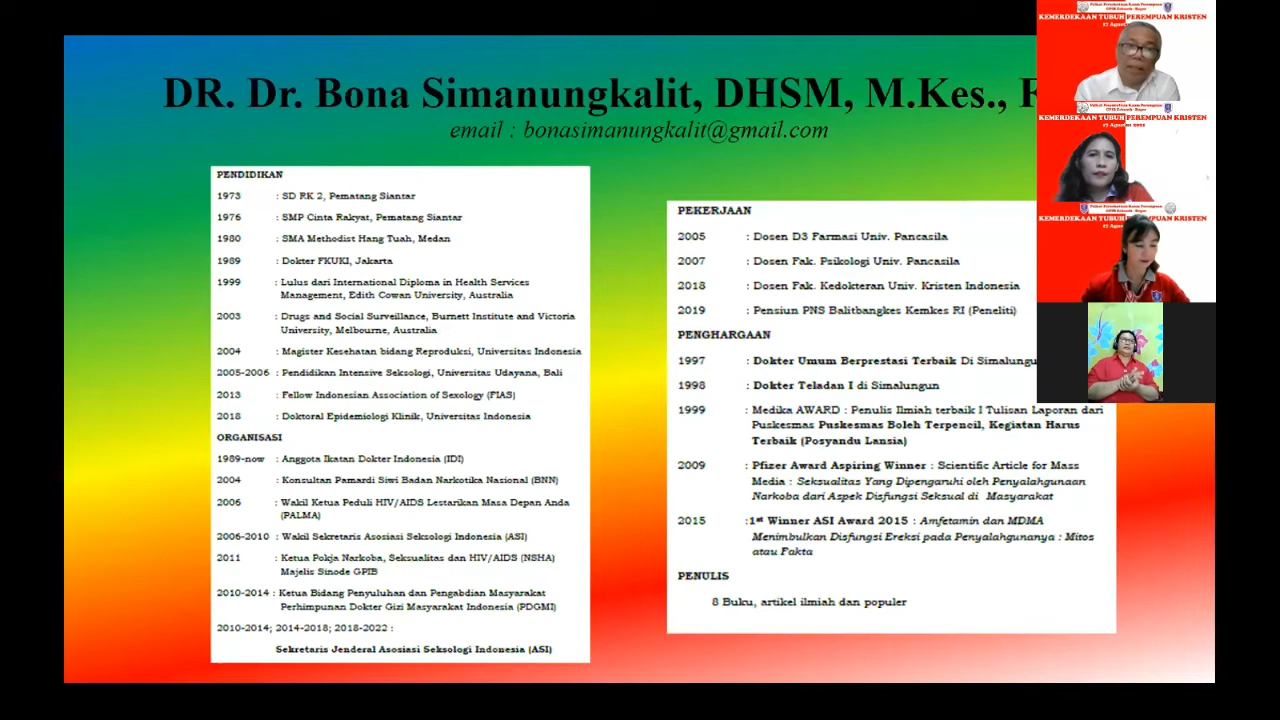 DR. Dr. Bona Simanungkalit, DHSM, M.Kes.,
email : bonasimanungkalit@gmail.com
PENDIDIKAN
1973 : SD RK 2, Pematang Siantar
1976 : SMP Cinta Rakyat, Pematang Siantar
1980 : SMA Methodist Hang Tuah, Medan
1989 : Dokter FKUKI, Jakarta
1999 : Lulus dari International Diploma in Health Services
Management, Edith Cowan University, Australia
2003 : Drugs and Social Surveillance, Burnett Institute and Victoria
University, Melbourne, Australia
2004 : Magister Kesehatan bidang Reproduksi, Universitas Indonesia
2005-2006 : Pendidikan Intensive Seksologi, Universitas Udayana, Bali
2013 : Fellow Indonesian Association of Sexology (FIAS)
2018 : Doktoral Epidemiologi Klinik, Universitas Indonesia
ORGANISASI
1989-now : Anggota Ikatan Dokter Indonesia (IDI)
2004 : Konsultan Pamardi Siwi Badan Narkotika Nasional (BNN)
2006 : Wakil Ketua Peduli HIV/AIDS Lestarikan Masa Depan Anda
(PALMA)
2006-2010 : Wakil Sekretaris Asosiasi Seksologi Indonesia (ASI)
2011 : Ketua Pokja Narkoba, Seksualitas dan HIV/AIDS (NSHA)
Majelis Sinode GPIB
2010-2014 : Ketua Bidang Penyuluhan dan Pengabdian Masyarakat
Perhimpunan Dokter Gizi Masyarakat Indonesia (PDGMI)
2010-2014; 2014-2018; 2018-2022 :
Sekretaris Jenderal Asosiasi Seksologi Indonesia (ASI)
PEKERJAAN
2005 : Dosen D3 Farmasi Univ. Pancasila
2007 : Dosen Fak. Psikologi Univ. Pancasila
2018 : Dosen Fak. Kedokteran Univ. Kristen Indonesia
2019 : Pensiun PNS Balitbangkes Kemkes RI (Peneliti)
PENGHARGAAN
1997 : Dokter Umum Berprestasi Terbaik Di Simalungu
1998 : Dokter Teladan I di Simalungun
1999 : Medika AWARD : Penulis Ilmiah terbaik I Tulisan Laporan dari
Puskesmas Puskesmas Boleh Terpencil, Kegiatan Harus
Terbaik (Posyandu Lansia)
2009 : Pfizer Award Aspiring Winner : Scientific Article for Mass
Media : Seksualitas Yang Dipengaruhi oleh Penyalahgunaan
Narkoba dari Aspek Disfungsi Seksual di Masyarakat
2015 :1st Winner ASI Award 2015 : Amfetamin dan MDMA
Menimbulkan Disfungsi Ereksi pada Penyalahgunanya : Mitos
atau Fakta
PENULIS
8 Buku, artikel ilmiah dan populer
KEMERDEKAAN TUBUH PEREMPUAN KRISTEN
KEMERDEKAAN TUBUH PEREMPUAN KRISTEN
KEMERDEKAAN TUBUH PEREMPUAN KRISTEN